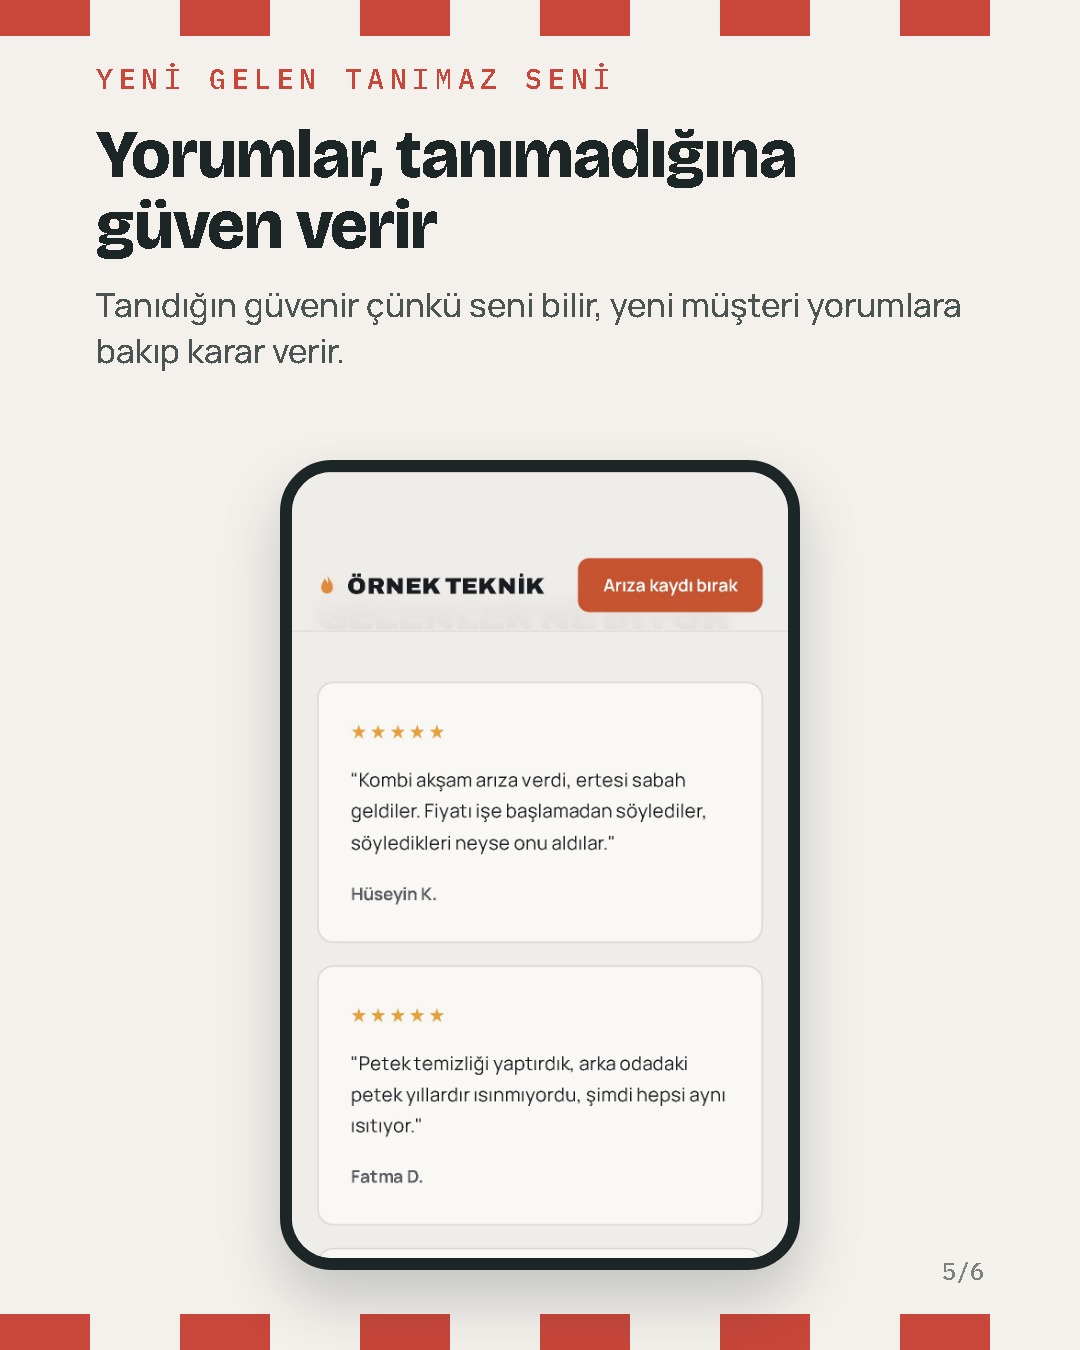 YENİ GELEN TANIMAZ SENİ
Yorumlar, tanımadığına
güven verir
Tanıdığın güvenir çünkü seni bilir, yeni müşteri yorumlara
bakıp karar verir.
ÖRNEK TEKNİK
Arıza kaydı bırak
★★★★★
"Kombi akşam arıza verdi, ertesi sabah
geldiler. Fiyatı işe başlamadan söylediler,
söyledikleri neyse onu aldılar."
Hüseyin K.
★★★★★
"Petek temizliği yaptırdık, arka odadaki
petek yıllardır ısınmıyordu, şimdi hepsi aynı
ısıtıyor."
Fatma D.
5/6